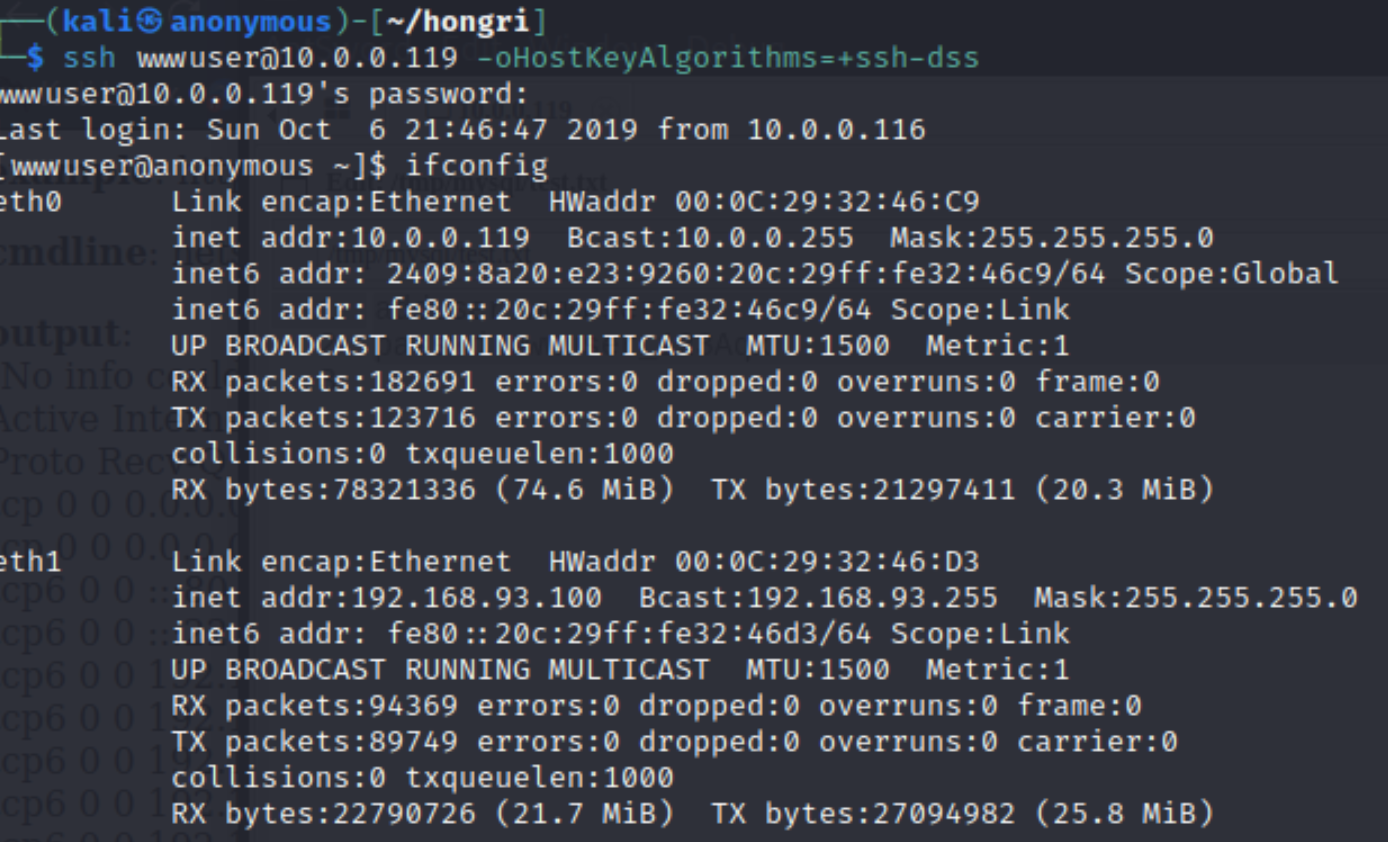 (kali㉿anonymous)-[~/hongri]
$ ssh wwwuser@10.0.0.119 -oHostKeyAlgorithms=+ssh-dss
wwwuser@10.0.0.119's password:
Last login: Sun Oct  6 21:46:47 2019 from 10.0.0.116
[wwwuser@anonymous ~]$ ifconfig
eth0      Link encap:Ethernet  HWaddr 00:0C:29:32:46:C9
          inet addr:10.0.0.119  Bcast:10.0.0.255  Mask:255.255.255.0
          inet6 addr: 2409:8a20:e23:9260:20c:29ff:fe32:46c9/64 Scope:Global
          inet6 addr: fe80::20c:29ff:fe32:46c9/64 Scope:Link
          UP BROADCAST RUNNING MULTICAST  MTU:1500  Metric:1
          RX packets:182691 errors:0 dropped:0 overruns:0 frame:0
          TX packets:123716 errors:0 dropped:0 overruns:0 carrier:0
          collisions:0 txqueuelen:1000
          RX bytes:78321336 (74.6 MiB)  TX bytes:21297411 (20.3 MiB)

eth1      Link encap:Ethernet  HWaddr 00:0C:29:32:46:D3
          inet addr:192.168.93.100  Bcast:192.168.93.255  Mask:255.255.255.0
          inet6 addr: fe80::20c:29ff:fe32:46d3/64 Scope:Link
          UP BROADCAST RUNNING MULTICAST  MTU:1500  Metric:1
          RX packets:94369 errors:0 dropped:0 overruns:0 frame:0
          TX packets:89749 errors:0 dropped:0 overruns:0 carrier:0
          collisions:0 txqueuelen:1000
          RX bytes:22790726 (21.7 MiB)  TX bytes:27094982 (25.8 MiB)